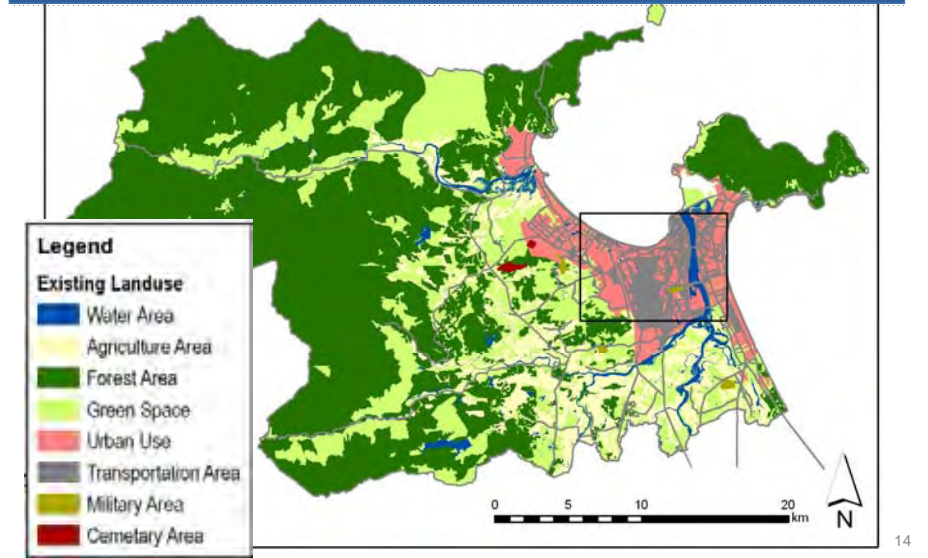 Legend
Existing Landuse
Water Area
Agriculture Area
Forest Area
Green Space
Urban Use
Transportation Area
Military Area
Cemetary Area
0 5 10 20
km
N
14